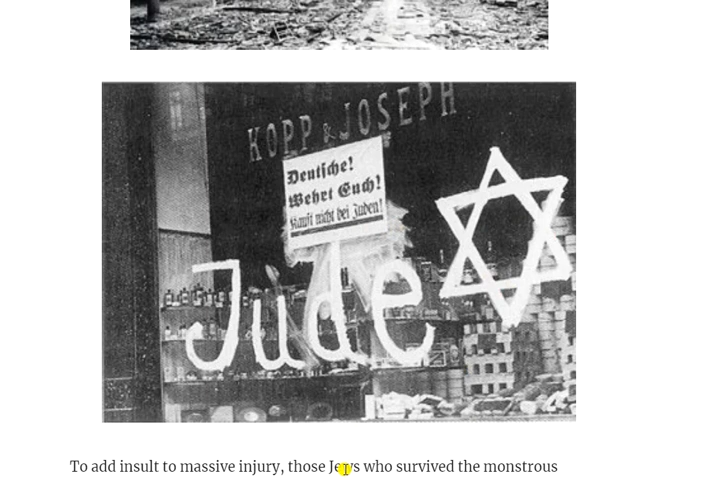 KOPP & JOSEPH
Deutsche!
Wehrt Euch!
Kauft nicht bei Juden!
Jude
To add insult to massive injury, those Jews who survived the monstrous